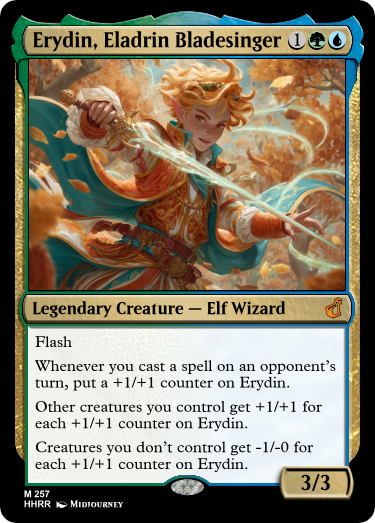 Erydin, Eladrin Bladesinger 1
Legendary Creature — Elf Wizard
Flash
Whenever you cast a spell on an opponent's
turn, put a +1/+1 counter on Erydin.
Other creatures you control get +1/+1 for
each +1/+1 counter on Erydin.
Creatures you don't control get -1/-0 for
each +1/+1 counter on Erydin.
3/3
M 257
HHRR Midjourney